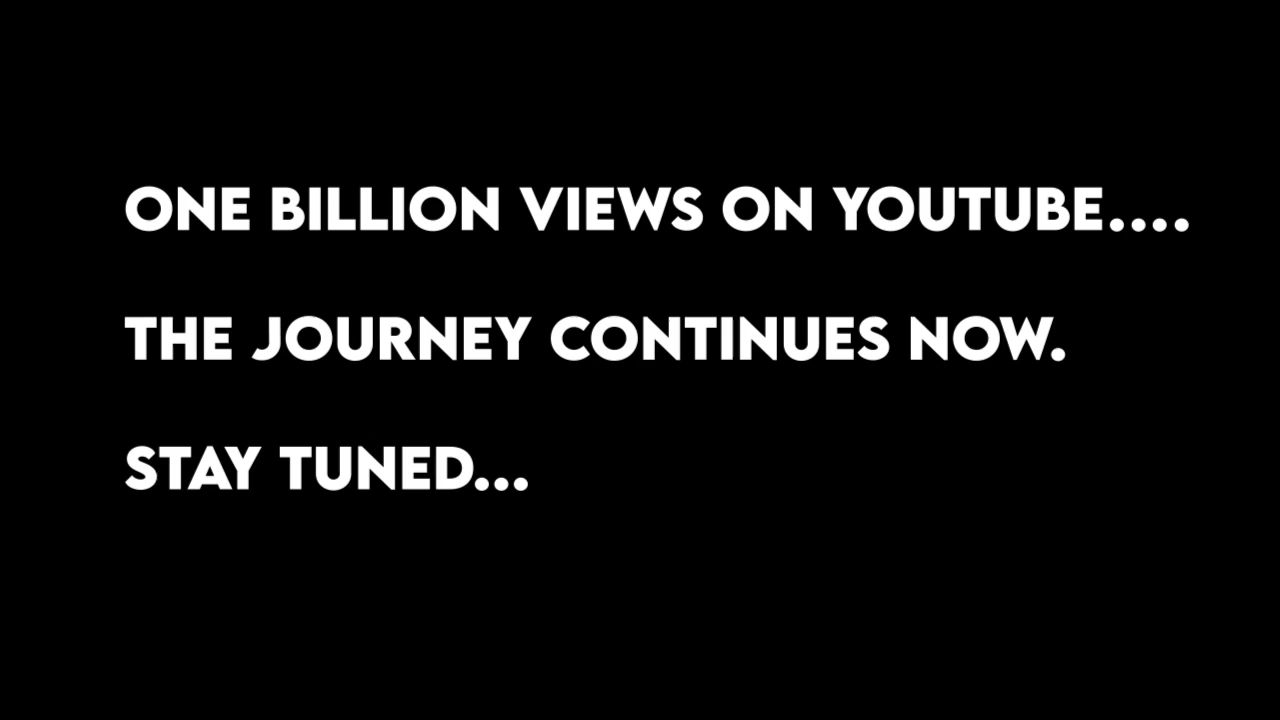 ONE BILLION VIEWS ON YOUTUBE....
THE JOURNEY CONTINUES NOW.
STAY TUNED...